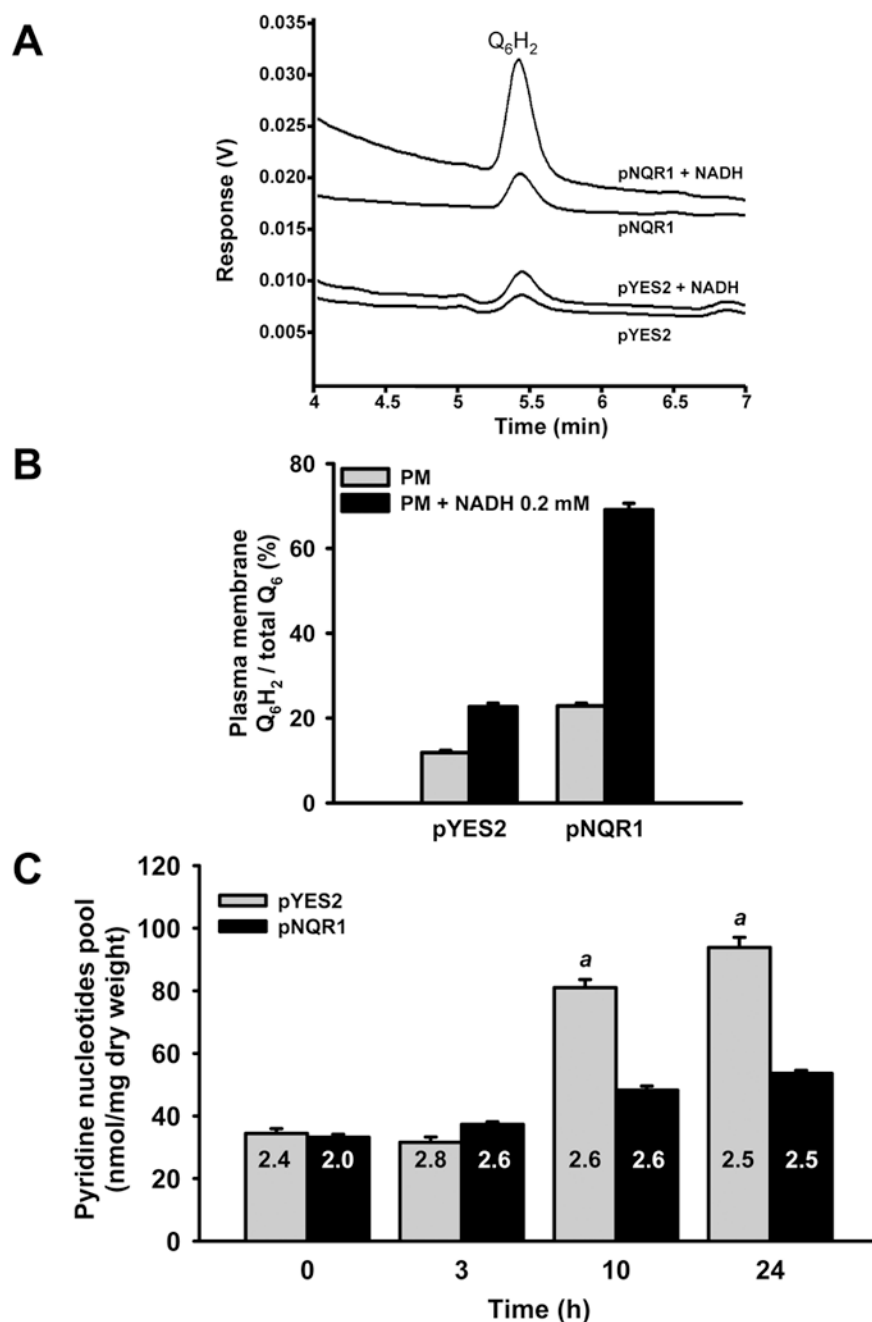 A
Q₆H₂
0.035
0.030
0.025
0.020
0.015
0.010
0.005
Response (V)
pNQR1 + NADH
pNQR1
pYES2 + NADH
pYES2
4 4.5 5 5.5 6 6.5 7
Time (min)
B
PM
PM + NADH 0.2 mM
80
60
40
20
0
Plasma membrane
Q₆H₂ / total Q₆ (%)
pYES2 pNQR1
C
pYES2
pNQR1
120
100
80
60
40
20
0
Pyridine nucleotides pool
(nmol/mg dry weight)
a a
2.4 2.0 2.8 2.6 2.6 2.6 2.5 2.5
0 3 10 24
Time (h)